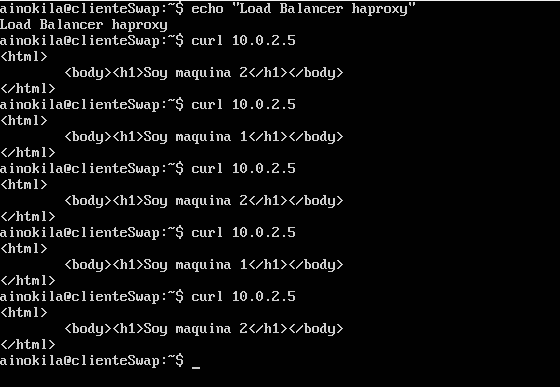 ainokila@clienteSwap:~$ echo "Load Balancer haproxy"
Load Balancer haproxy
ainokila@clienteSwap:~$ curl 10.0.2.5
<html>
        <body><h1>Soy maquina 2</h1></body>
</html>
ainokila@clienteSwap:~$ curl 10.0.2.5
<html>
        <body><h1>Soy maquina 1</h1></body>
</html>
ainokila@clienteSwap:~$ curl 10.0.2.5
<html>
        <body><h1>Soy maquina 2</h1></body>
</html>
ainokila@clienteSwap:~$ curl 10.0.2.5
<html>
        <body><h1>Soy maquina 1</h1></body>
</html>
ainokila@clienteSwap:~$ curl 10.0.2.5
<html>
        <body><h1>Soy maquina 2</h1></body>
</html>
ainokila@clienteSwap:~$ _